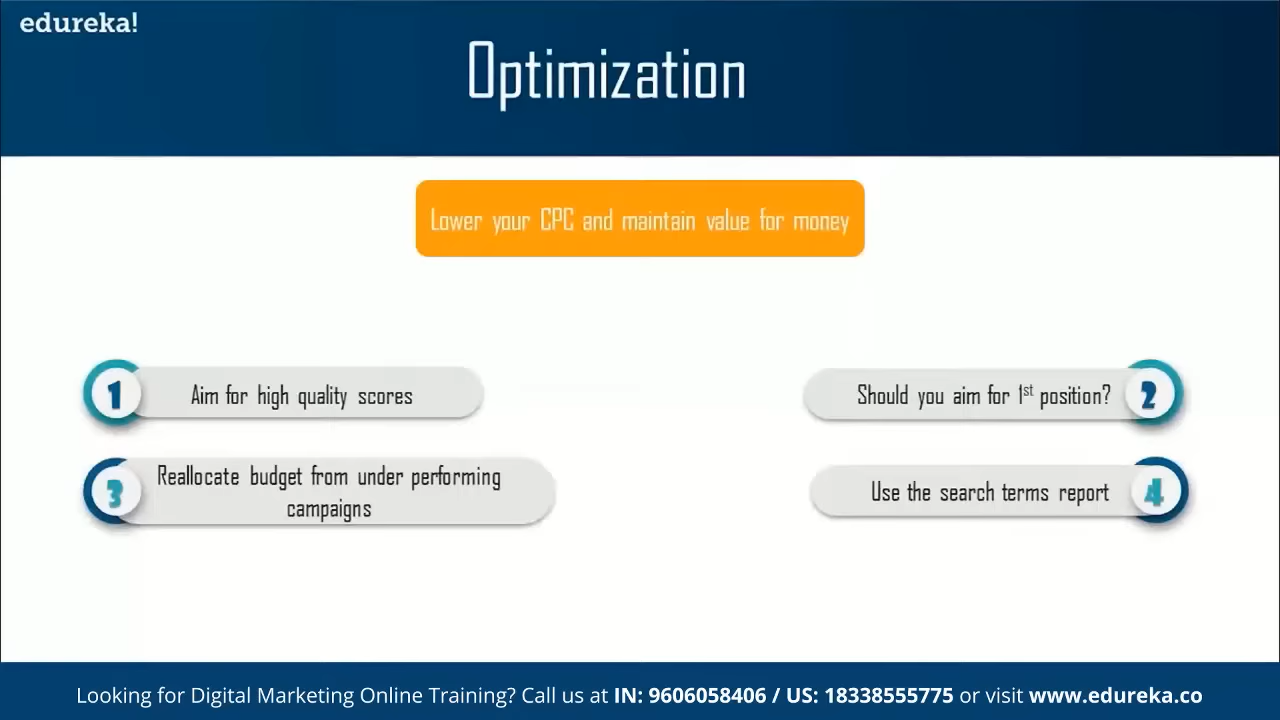 edureka!
Optimization
Lower your CPC and maintain value for money
1 Aim for high quality scores
Should you aim for 1st position? 2
3 Reallocate budget from under performing
campaigns
Use the search terms report 4
Looking for Digital Marketing Online Training? Call us at IN: 9606058406 / US: 18338555775 or visit www.edureka.co